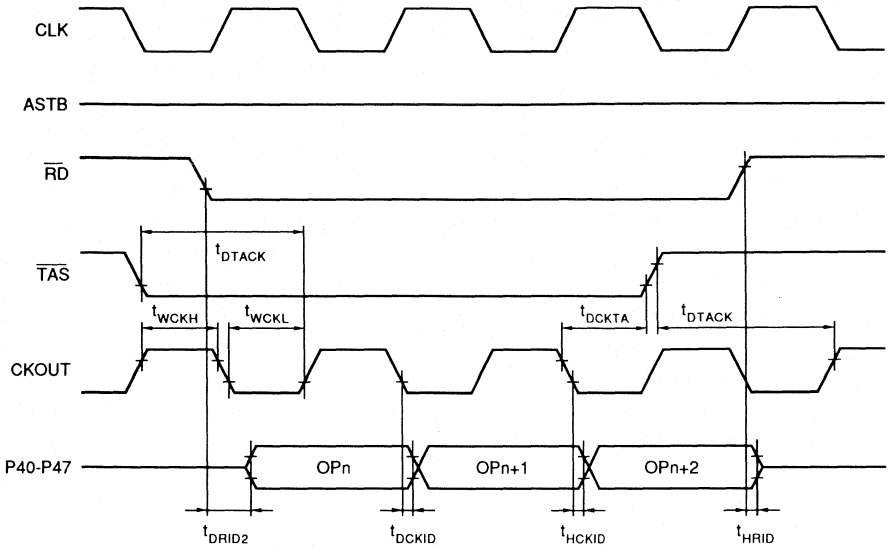 CLK
ASTB
RD
tDTACK
TAS
tWCKH tWCKL tDCKTA tDTACK
CKOUT
P40-P47 OPn OPn+1 OPn+2
tDRID2 tDCKID tHCKID tHRID